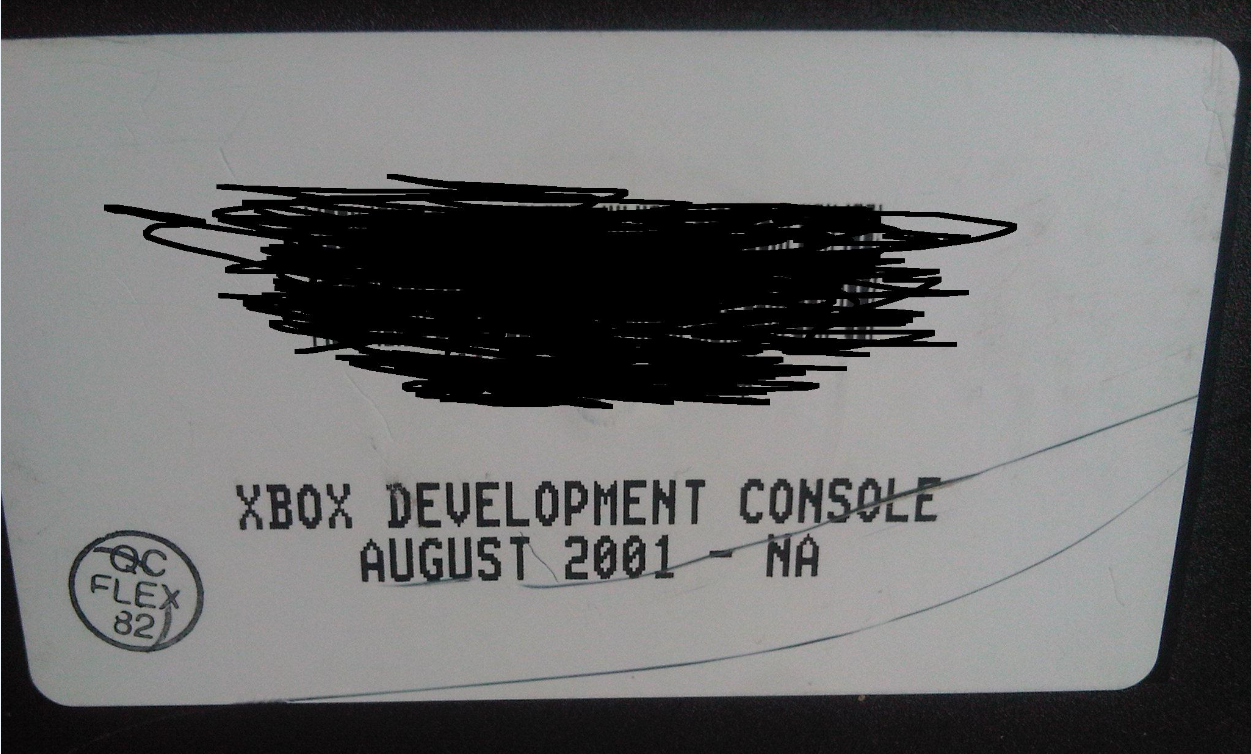 XBOX DEVELOPMENT CONSOLE
AUGUST 2001 - NA
QC
FLEX
82